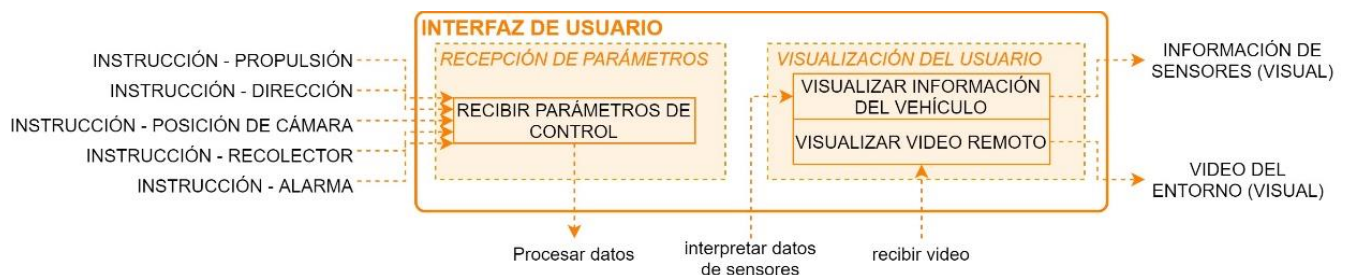 INTERFAZ DE USUARIO
INSTRUCCIÓN - PROPULSIÓN
INSTRUCCIÓN - DIRECCIÓN
INSTRUCCIÓN - POSICIÓN DE CÁMARA
INSTRUCCIÓN - RECOLECTOR
INSTRUCCIÓN - ALARMA
RECEPCIÓN DE PARÁMETROS
RECIBIR PARÁMETROS DE
CONTROL
VISUALIZACIÓN DEL USUARIO
VISUALIZAR INFORMACIÓN
DEL VEHÍCULO
VISUALIZAR VIDEO REMOTO
INFORMACIÓN DE
SENSORES (VISUAL)
VIDEO DEL
ENTORNO (VISUAL)
Procesar datos
interpretar datos
de sensores
recibir video